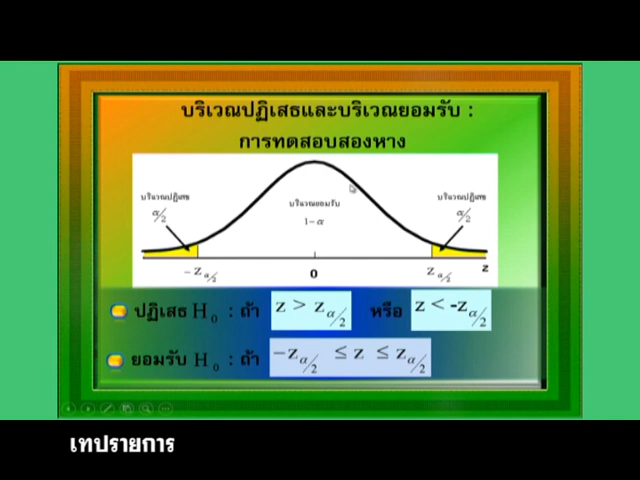 บริเวณปฏิเสธและบริเวณยอมรับ :
การทดสอบสองหาง
บริเวณปฏิเสธ
α/2
บริเวณยอมรับ
1- α
บริเวณปฏิเสธ
α/2
- Z α/2
0
Z α/2
z
ปฏิเสธ H 0 : ถ้า z > zα/2 หรือ z < -zα/2
ยอมรับ H 0 : ถ้า -zα/2 ≤ z ≤ zα/2
เทปรายการ